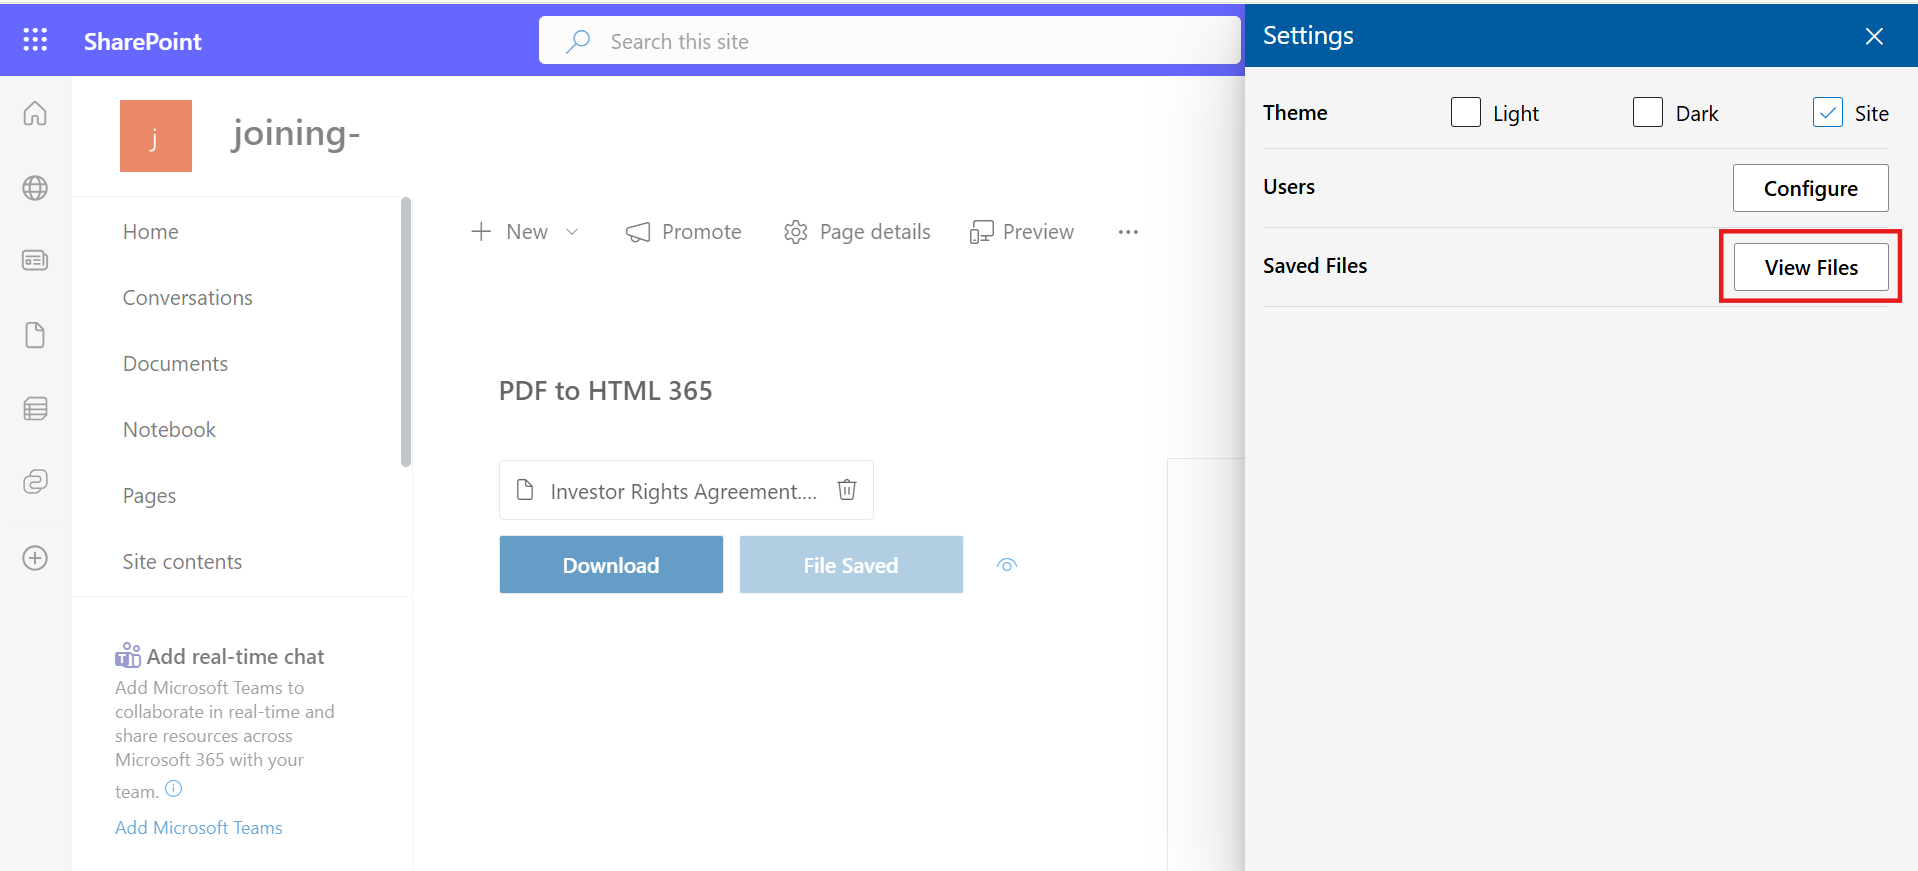 SharePoint
Search this site
Settings
j
joining-
Theme
Light
Dark
Site
Users
Configure
Saved Files
View Files
Home
Conversations
Documents
Notebook
Pages
Site contents
New
Promote
Page details
Preview
PDF to HTML 365
Investor Rights Agreement....
Download
File Saved
Add real-time chat
Add Microsoft Teams to
collaborate in real-time and
share resources across
Microsoft 365 with your
team.
Add Microsoft Teams